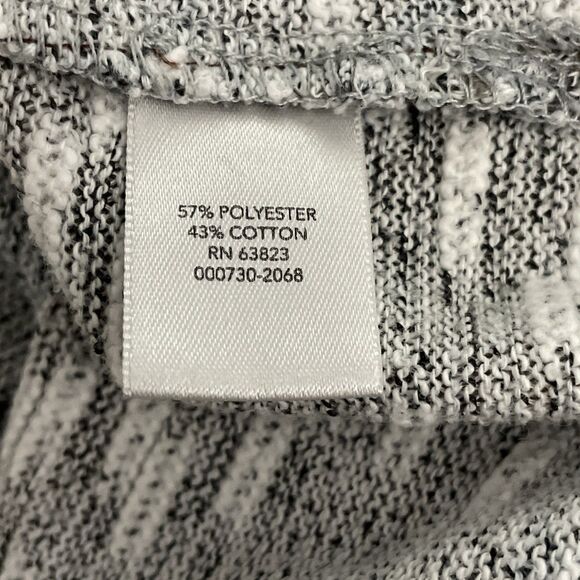 57% POLYESTER
43% COTTON
RN 63823
000730-2068